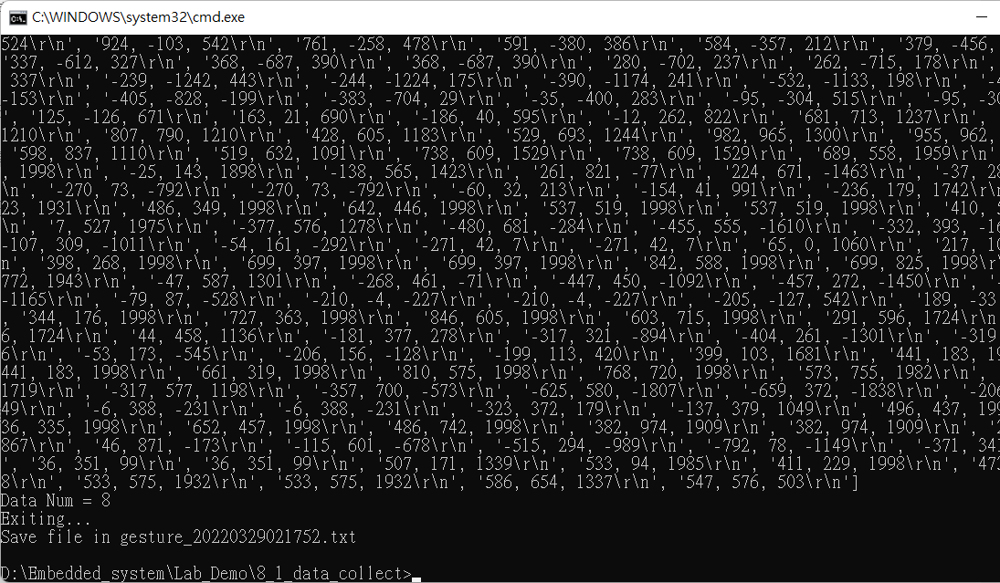 C:\WINDOWS\system32\cmd.exe
524\r\n', '924, -103, 542\r\n', '761, -258, 478\r\n', '591, -380, 386\r\n', '584, -357, 212\r\n', '379, -456,
'337, -612, 327\r\n', '368, -687, 390\r\n', '368, -687, 390\r\n', '280, -702, 237\r\n', '262, -715, 178\r\n',
337\r\n', '-239, -1242, 443\r\n', '-244, -1224, 175\r\n', '-390, -1174, 241\r\n', '-532, -1133, 198\r\n', '-4
-153\r\n', '-405, -828, -199\r\n', '-383, -704, 29\r\n', '-35, -400, 283\r\n', '-95, -304, 515\r\n', '-95, -30
', '125, -126, 671\r\n', '163, 21, 690\r\n', '-186, 40, 595\r\n', '-12, 262, 822\r\n', '681, 713, 1237\r\n', '
1210\r\n', '807, 790, 1210\r\n', '428, 605, 1183\r\n', '529, 693, 1244\r\n', '982, 965, 1300\r\n', '955, 962,
'598, 837, 1110\r\n', '519, 632, 1091\r\n', '738, 609, 1529\r\n', '738, 609, 1529\r\n', '689, 558, 1959\r\n'
, 1998\r\n', '-25, 143, 1898\r\n', '-138, 565, 1423\r\n', '261, 821, -77\r\n', '224, 671, -1463\r\n', '-37, 28
\n', '-270, 73, -792\r\n', '-270, 73, -792\r\n', '-60, 32, 213\r\n', '-154, 41, 991\r\n', '-236, 179, 1742\r\n
23, 1931\r\n', '486, 349, 1998\r\n', '642, 446, 1998\r\n', '537, 519, 1998\r\n', '537, 519, 1998\r\n', '410, 5
\n', '7, 527, 1975\r\n', '-377, 576, 1278\r\n', '-480, 681, -284\r\n', '-455, 555, -1610\r\n', '-332, 393, -16
-107, 309, -1011\r\n', '-54, 161, -292\r\n', '-271, 42, 7\r\n', '-271, 42, 7\r\n', '65, 0, 1060\r\n', '217, 10
n', '398, 268, 1998\r\n', '699, 397, 1998\r\n', '699, 397, 1998\r\n', '842, 588, 1998\r\n', '699, 825, 1998\r
772, 1943\r\n', '-47, 587, 1301\r\n', '-268, 461, -71\r\n', '-447, 450, -1092\r\n', '-457, 272, -1450\r\n', '-
-1165\r\n', '-79, 87, -528\r\n', '-210, -4, -227\r\n', '-210, -4, -227\r\n', '-205, -127, 542\r\n', '189, -33
, '344, 176, 1998\r\n', '727, 363, 1998\r\n', '846, 605, 1998\r\n', '603, 715, 1998\r\n', '291, 596, 1724\r\n
6, 1724\r\n', '44, 458, 1136\r\n', '-181, 377, 278\r\n', '-317, 321, -894\r\n', '-404, 261, -1301\r\n', '-319
6\r\n', '-53, 173, -545\r\n', '-206, 156, -128\r\n', '-199, 113, 420\r\n', '399, 103, 1681\r\n', '441, 183, 19
441, 183, 1998\r\n', '661, 319, 1998\r\n', '810, 575, 1998\r\n', '768, 720, 1998\r\n', '573, 755, 1982\r\n', '
1719\r\n', '-317, 577, 1198\r\n', '-357, 700, -573\r\n', '-625, 580, -1807\r\n', '-659, 372, -1838\r\n', '-206
49\r\n', '-6, 388, -231\r\n', '-6, 388, -231\r\n', '-323, 372, 179\r\n', '-137, 379, 1049\r\n', '496, 437, 199
36, 335, 1998\r\n', '652, 457, 1998\r\n', '486, 742, 1998\r\n', '382, 974, 1909\r\n', '382, 974, 1909\r\n', '2
867\r\n', '46, 871, -173\r\n', '-115, 601, -678\r\n', '-515, 294, -989\r\n', '-792, 78, -1149\r\n', '-371, 341
', '36, 351, 99\r\n', '36, 351, 99\r\n', '507, 171, 1339\r\n', '533, 94, 1985\r\n', '411, 229, 1998\r\n', '473
8\r\n', '533, 575, 1932\r\n', '533, 575, 1932\r\n', '586, 654, 1337\r\n', '547, 576, 503\r\n']
Data Num = 8
Exiting...
Save file in gesture_20220329021752.txt
D:\Embedded_system\Lab_Demo\8_1_data_collect>